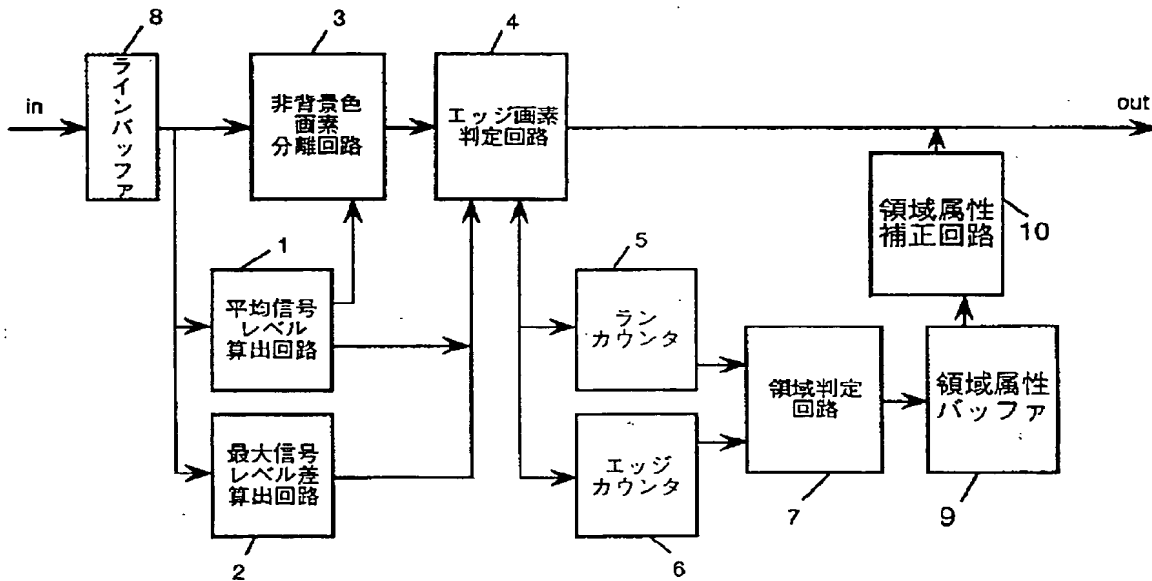 8
ラインバッファ
in
3
非背景色
画素
分離回路
4
エッジ画素
判定回路
out
領域属性
補正回路
10
1
平均信号
レベル
算出回路
5
ラン
カウンタ
領域判定
回路
7
領域属性
バッファ
9
最大信号
レベル差
算出回路
2
エッジ
カウンタ
6